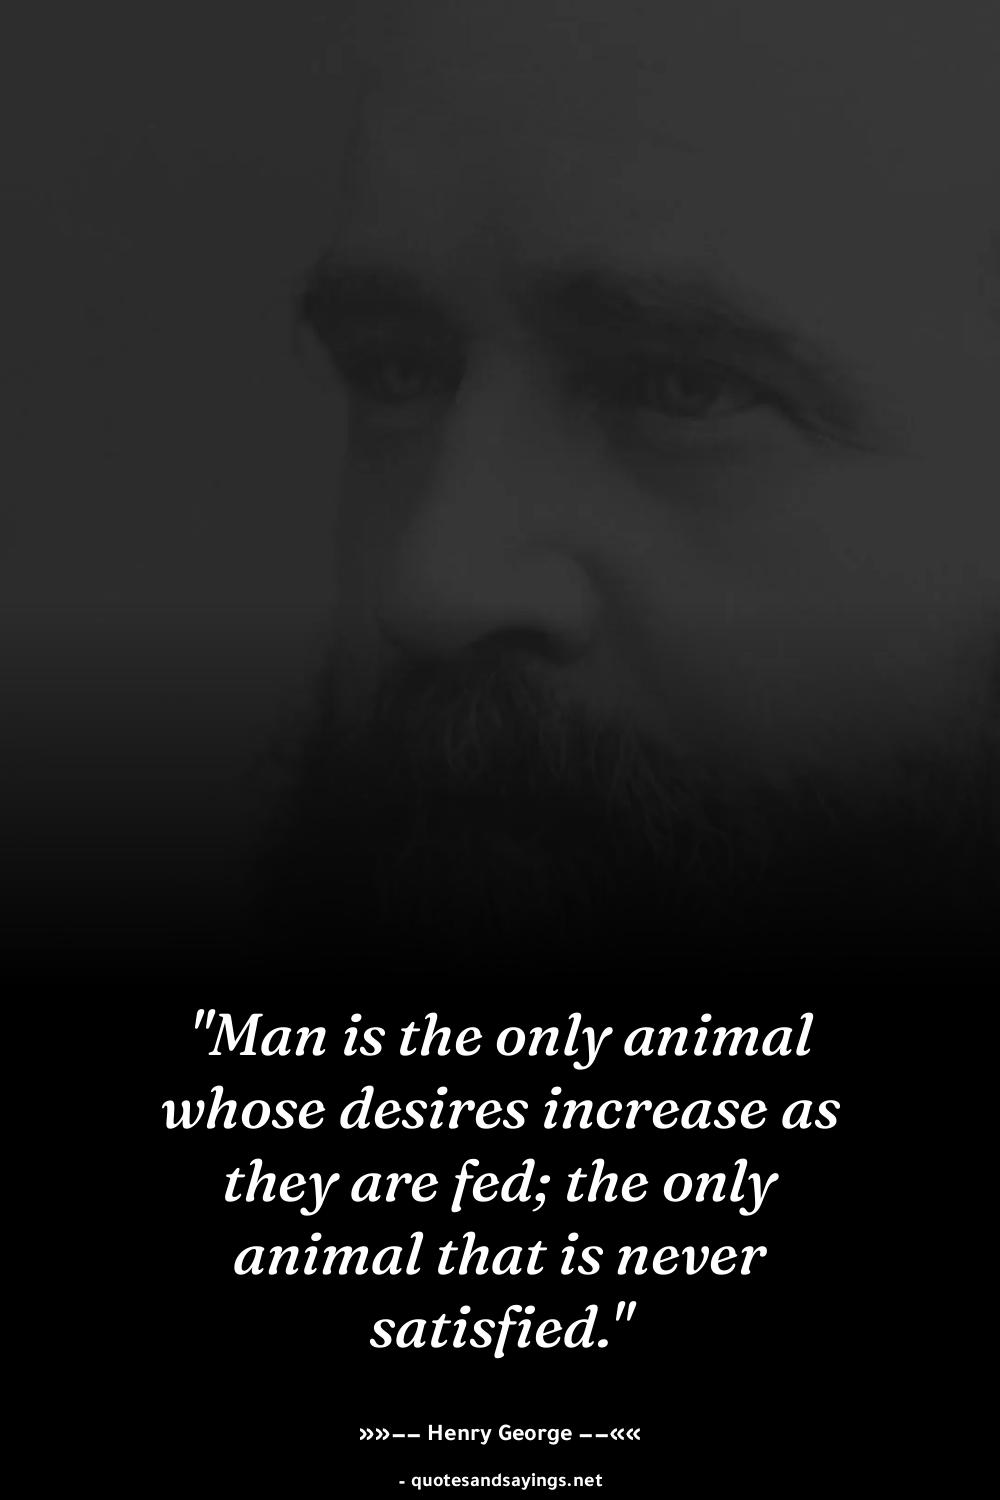 "Man is the only animal
whose desires increase as
they are fed; the only
animal that is never
satisfied."
»»–– Henry George ––««
- quotesandsayings.net